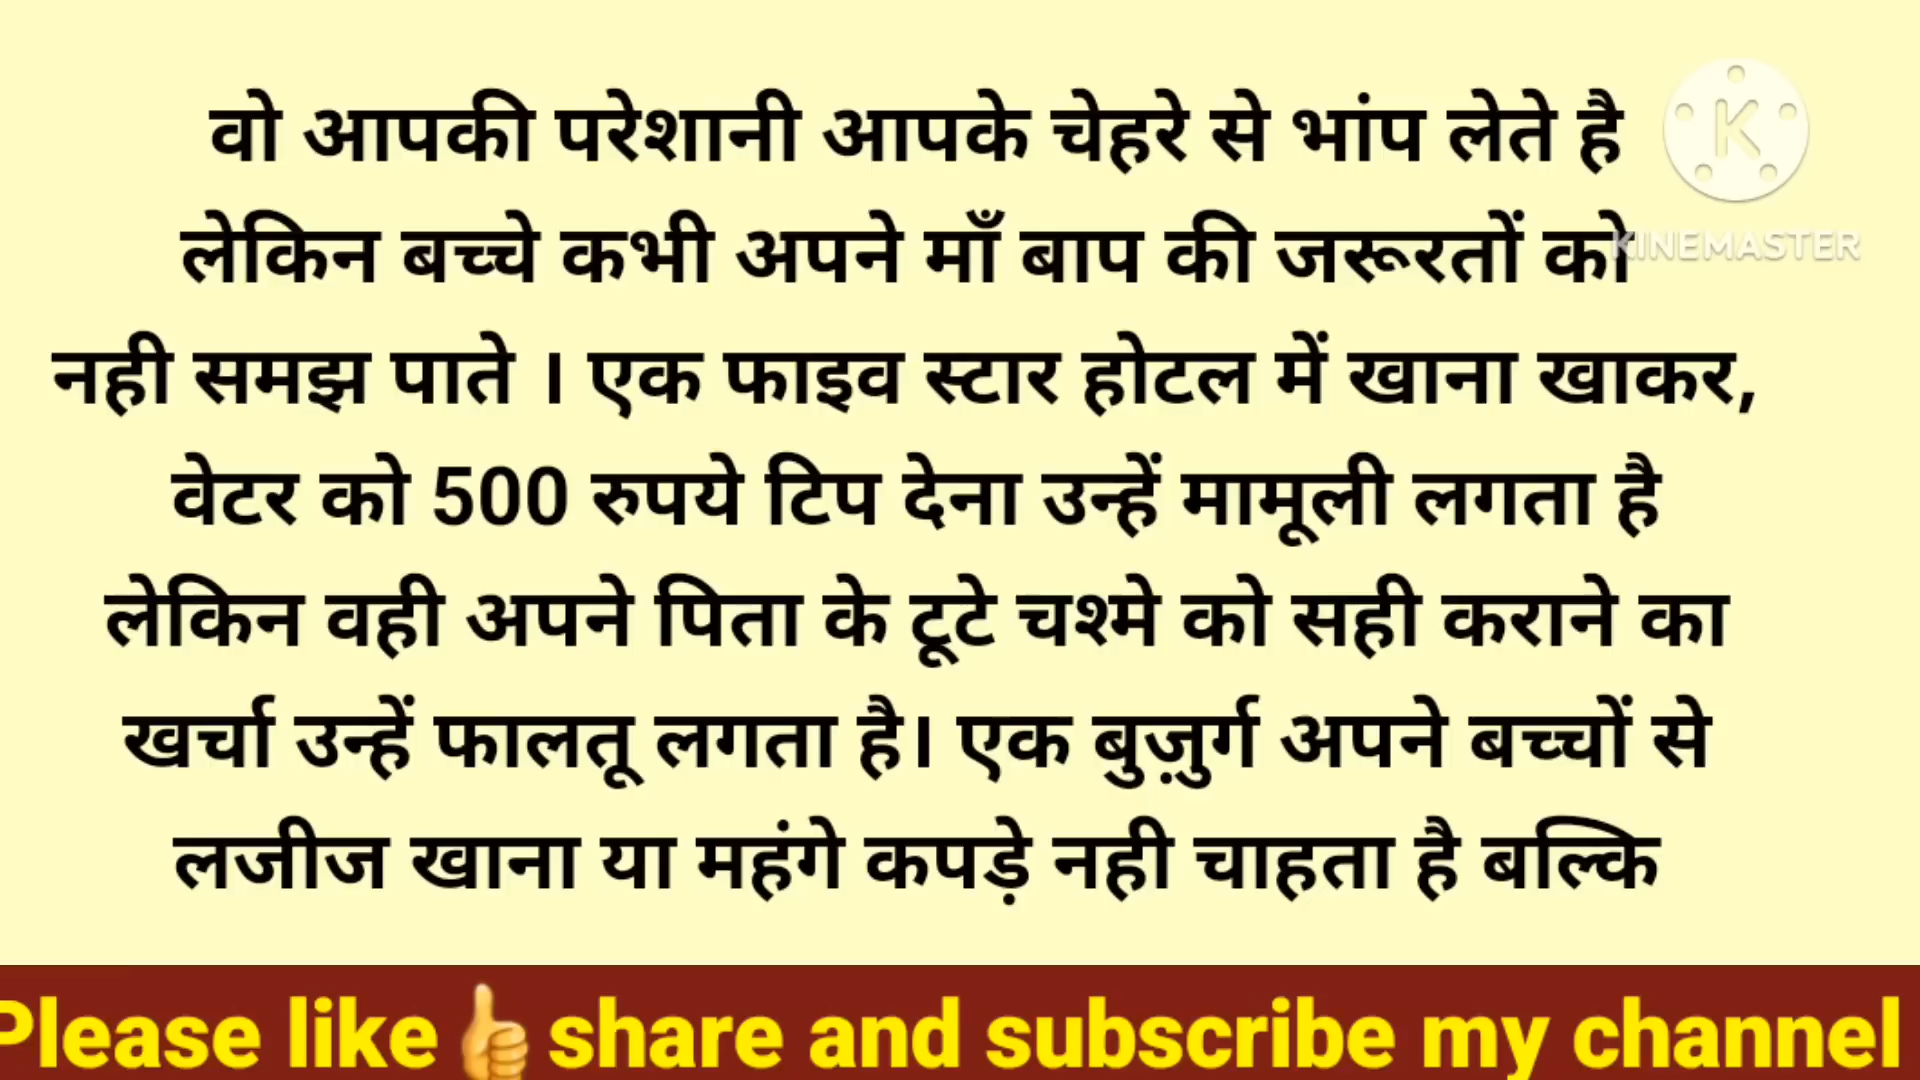 वो आपकी परेशानी आपके चेहरे से भांप लेते है
लेकिन बच्चे कभी अपने माँ बाप की जरूरतों को
नही समझ पाते । एक फाइव स्टार होटल में खाना खाकर,
वेटर को 500 रुपये टिप देना उन्हें मामूली लगता है
लेकिन वही अपने पिता के टूटे चश्मे को सही कराने का
खर्चा उन्हें फालतू लगता है। एक बुज़ुर्ग अपने बच्चों से
लजीज खाना या महंगे कपड़े नही चाहता है बल्कि
K
KINEMASTER
Please like👍share and subscribe my channel